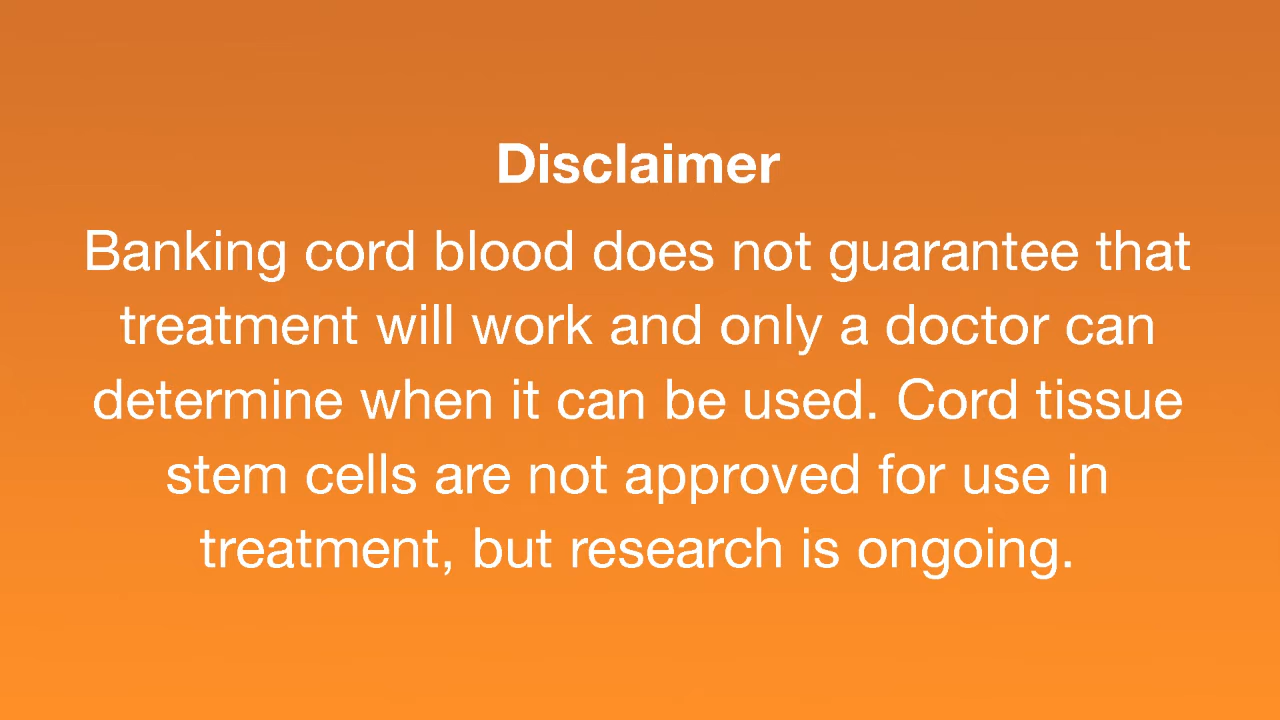 Disclaimer
Banking cord blood does not guarantee that
treatment will work and only a doctor can
determine when it can be used. Cord tissue
stem cells are not approved for use in
treatment, but research is ongoing.